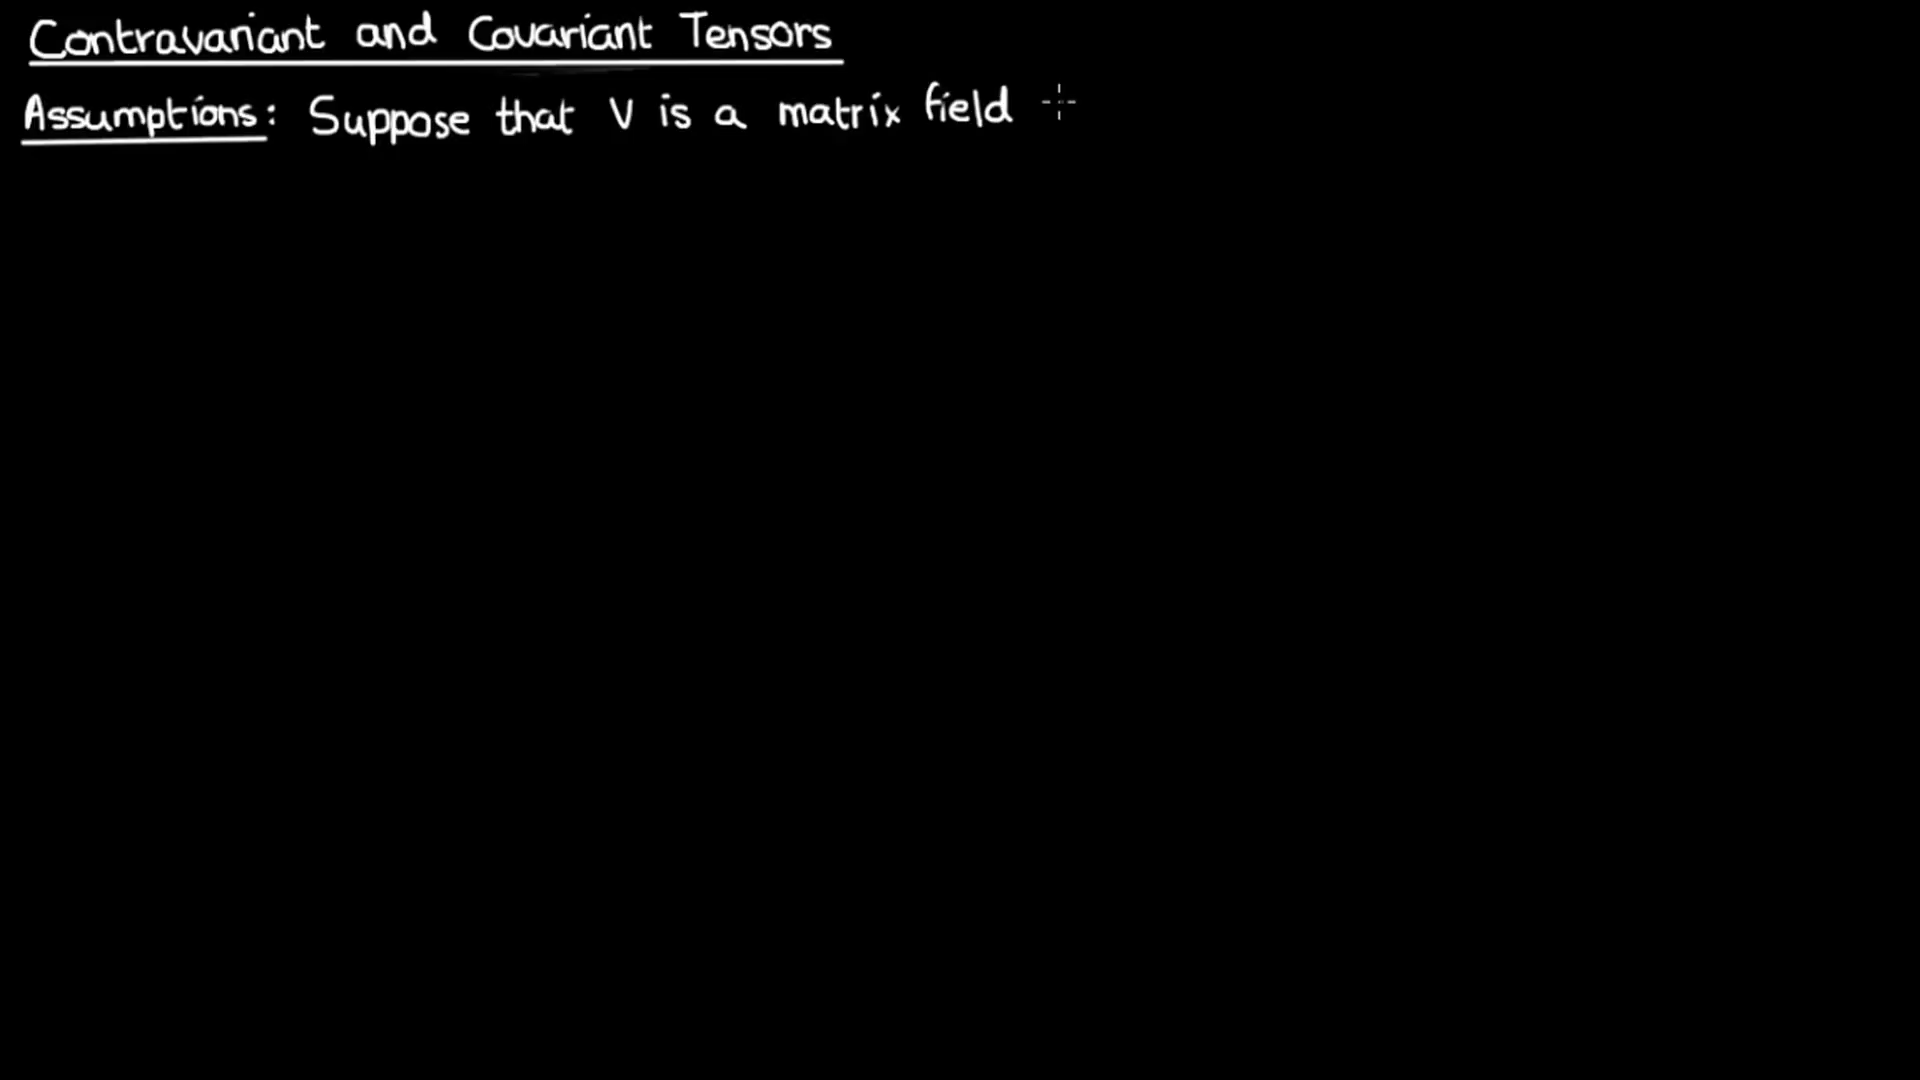 Contravariant and Covariant Tensors
Assumptions: Suppose that V is a matrix field